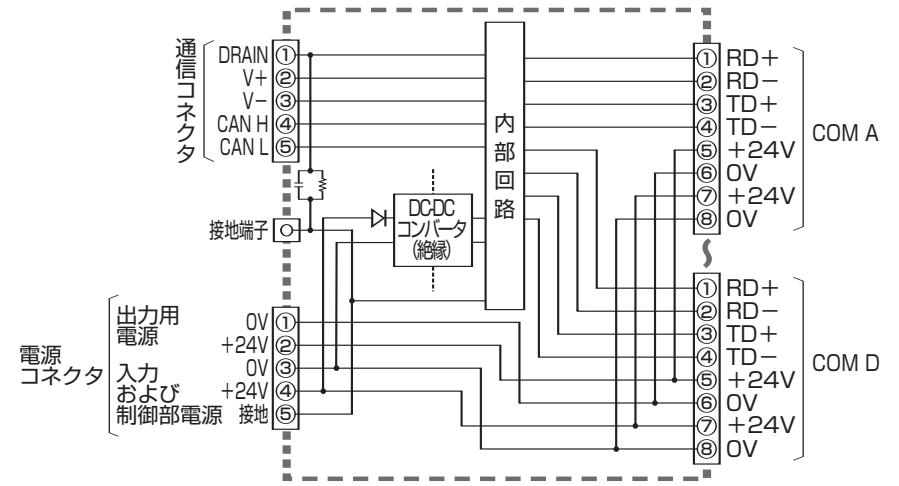 通信コネクタ
DRAIN ①
V+ ②
V− ③
CAN H ④
CAN L ⑤
接地端子
DC-DC
コンバータ
(絶縁)
内部回路
① RD+
② RD−
③ TD+
④ TD−
⑤ +24V
⑥ 0V
⑦ +24V
⑧ 0V
COM A
① RD+
② RD−
③ TD+
④ TD−
⑤ +24V
⑥ 0V
⑦ +24V
⑧ 0V
COM D
電源
コネクタ
出力用
電源
入力
および
制御部電源
0V ①
+24V ②
0V ③
+24V ④
接地 ⑤